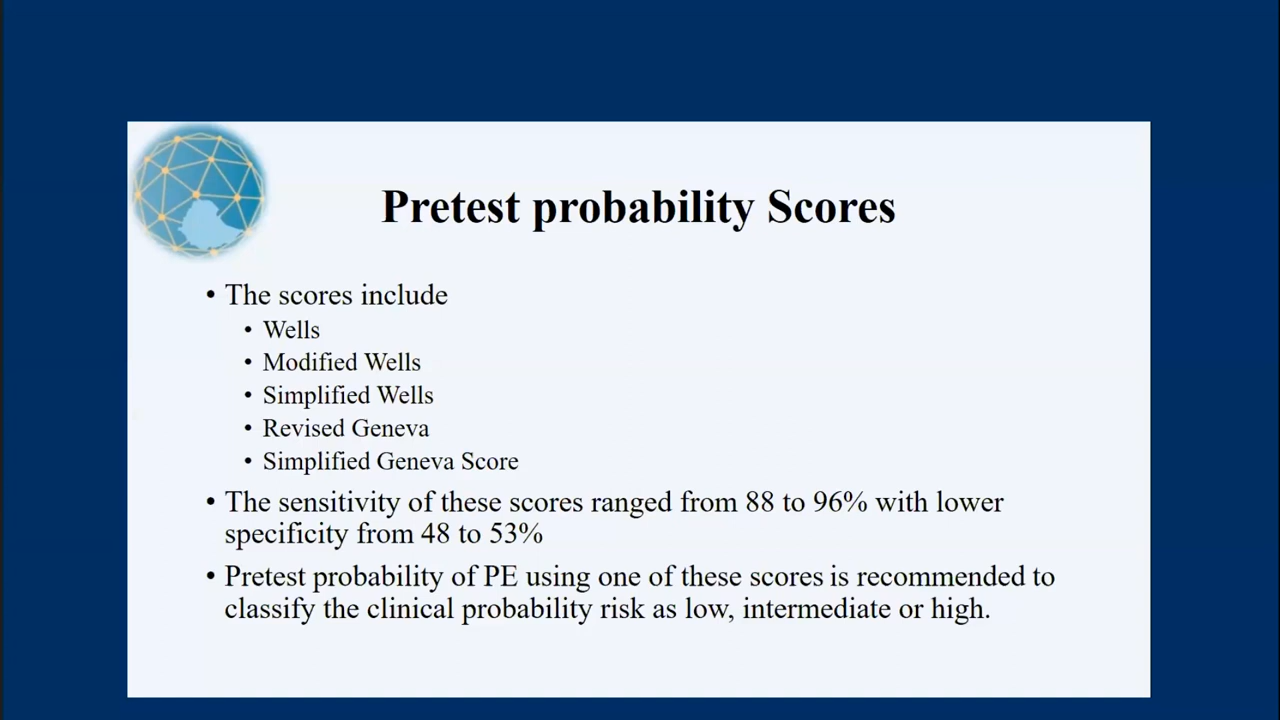 Pretest probability Scores
• The scores include
• Wells
• Modified Wells
• Simplified Wells
• Revised Geneva
• Simplified Geneva Score
• The sensitivity of these scores ranged from 88 to 96% with lower
specificity from 48 to 53%
• Pretest probability of PE using one of these scores is recommended to
classify the clinical probability risk as low, intermediate or high.